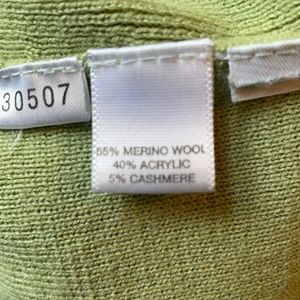 30507
55% MERINO WOOL
40% ACRYLIC
5% CASHMERE